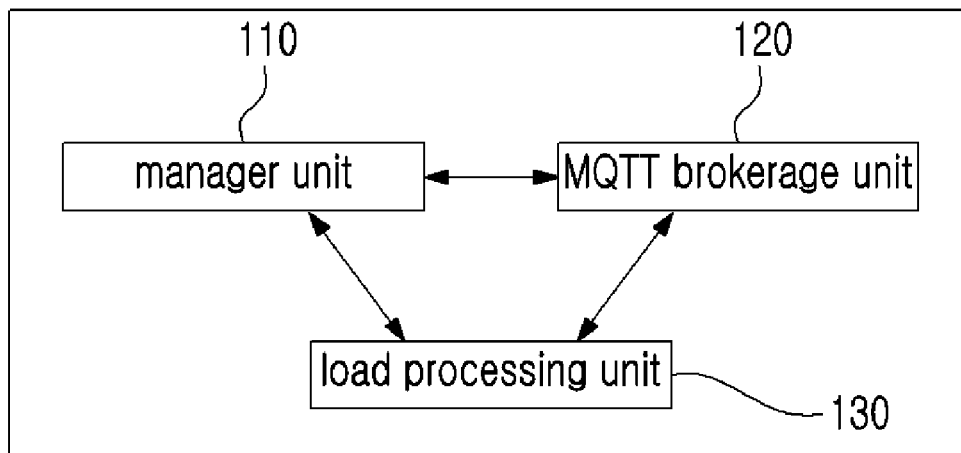 110
120
manager unit
MQTT brokerage unit
load processing unit
130